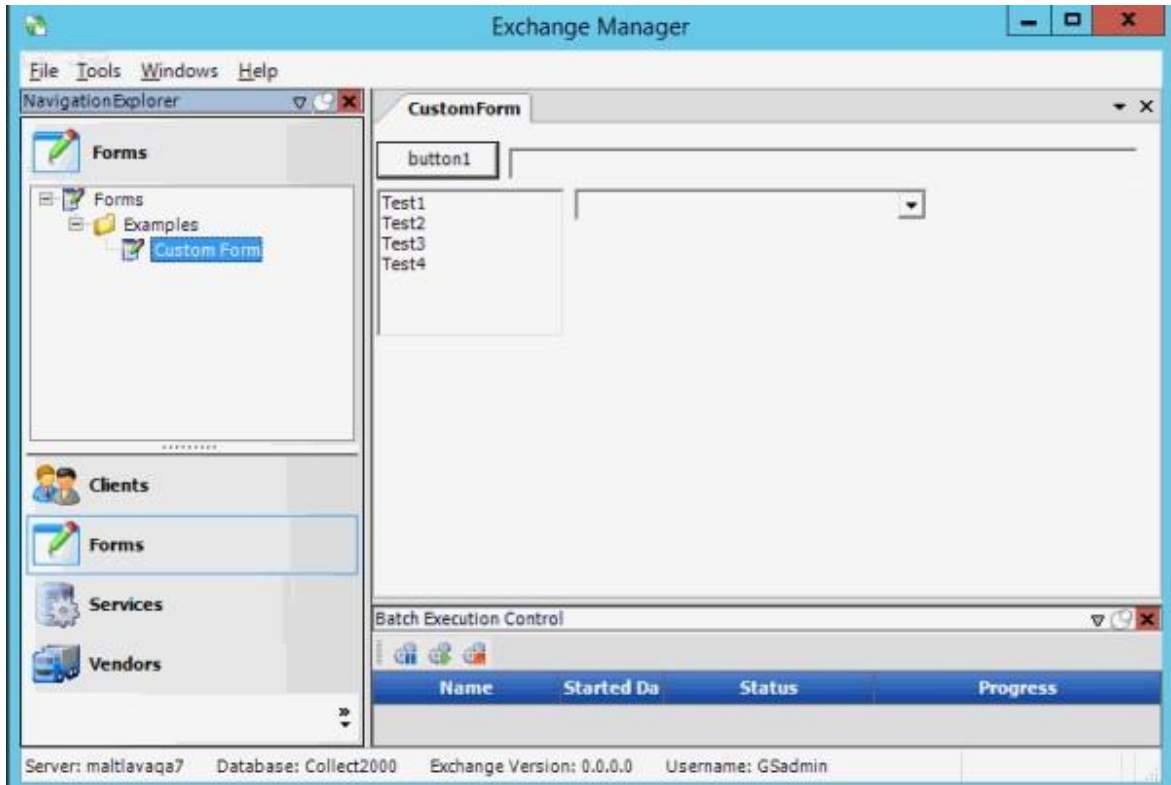 Exchange Manager
File Tools Windows Help
NavigationExplorer
Forms
Forms
Examples
Custom Form
Clients
Forms
Services
Vendors
CustomForm
button1
Test1
Test2
Test3
Test4
Batch Execution Control
Name Started Da Status Progress
Server: maltlavaqa7 Database: Collect2000 Exchange Version: 0.0.0.0 Username: GSadmin